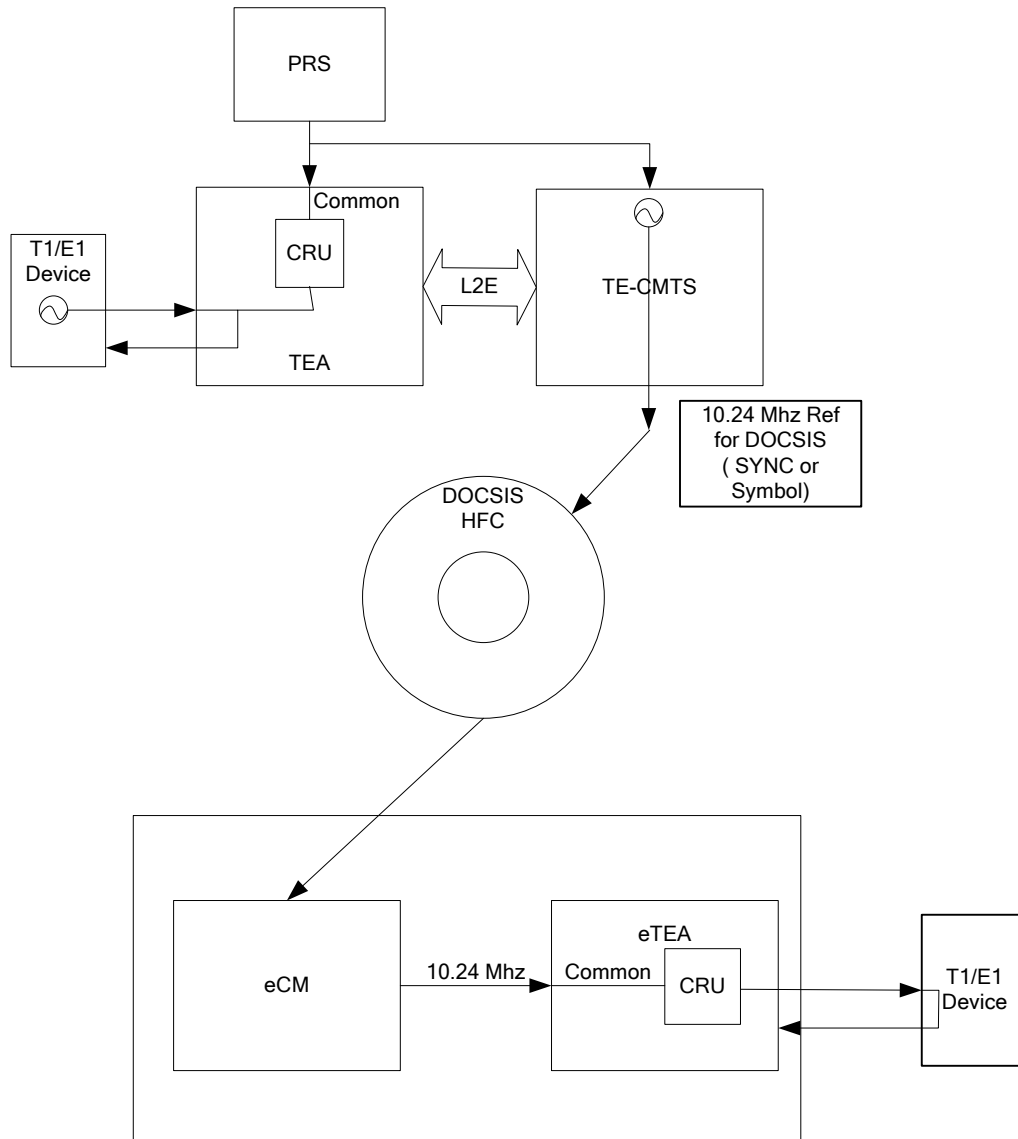 PRS
Common
CRU
T1/E1
Device
L2E
TE-CMTS
TEA
10.24 Mhz Ref
for DOCSIS
( SYNC or
Symbol)
DOCSIS
HFC
eTEA
10.24 Mhz
Common
CRU
eCM
T1/E1
Device